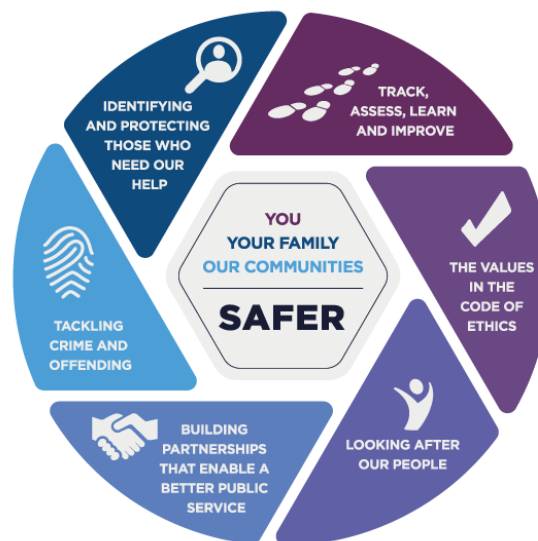 YOU
YOUR FAMILY
OUR COMMUNITIES
SAFER
IDENTIFYING
AND PROTECTING
THOSE WHO
NEED OUR
HELP
TRACK,
ASSESS, LEARN
AND IMPROVE
THE VALUES
IN THE
CODE OF
ETHICS
LOOKING AFTER
OUR PEOPLE
BUILDING
PARTNERSHIPS
THAT ENABLE A
BETTER PUBLIC
SERVICE
TACKLING
CRIME AND
OFFENDING